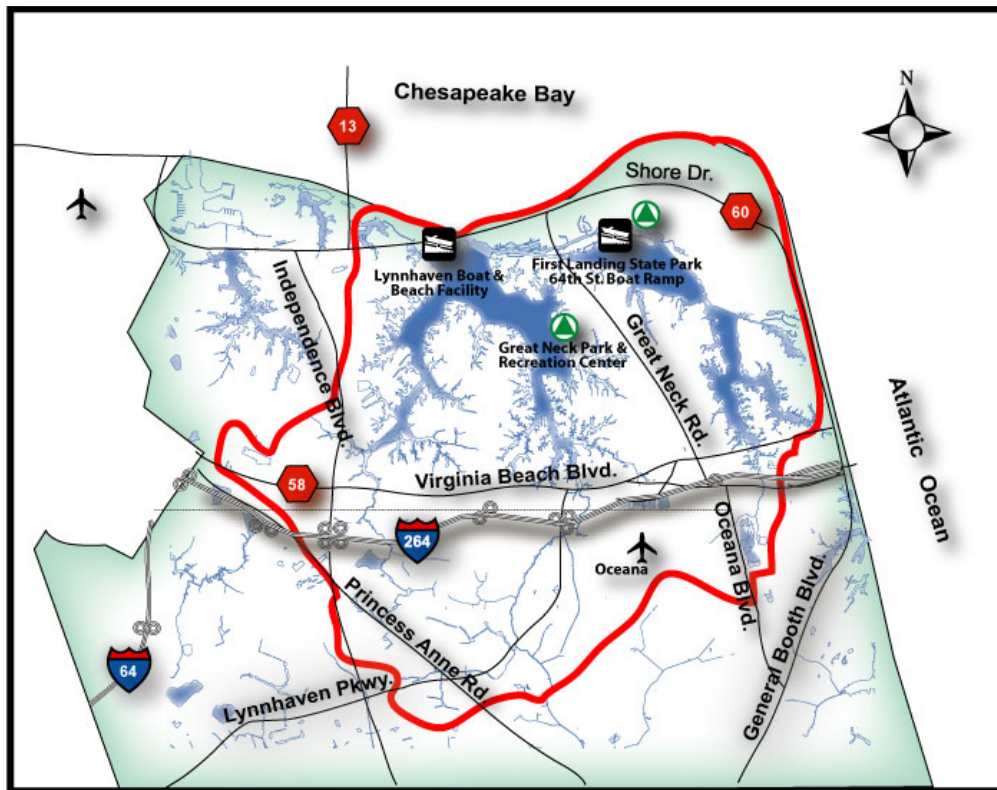 N
Chesapeake Bay
13
Shore Dr.
60
First Landing State Park
64th St. Boat Ramp
Lynnhaven Boat &
Beach Facility
Independence Blvd.
Great Neck Park &
Recreation Center
Great Neck Rd.
Atlantic Ocean
Virginia Beach Blvd.
58
264
Oceana
Oceana Blvd.
Princess Anne Rd.
General Booth Blvd.
64
Lynnhaven Pkwy.